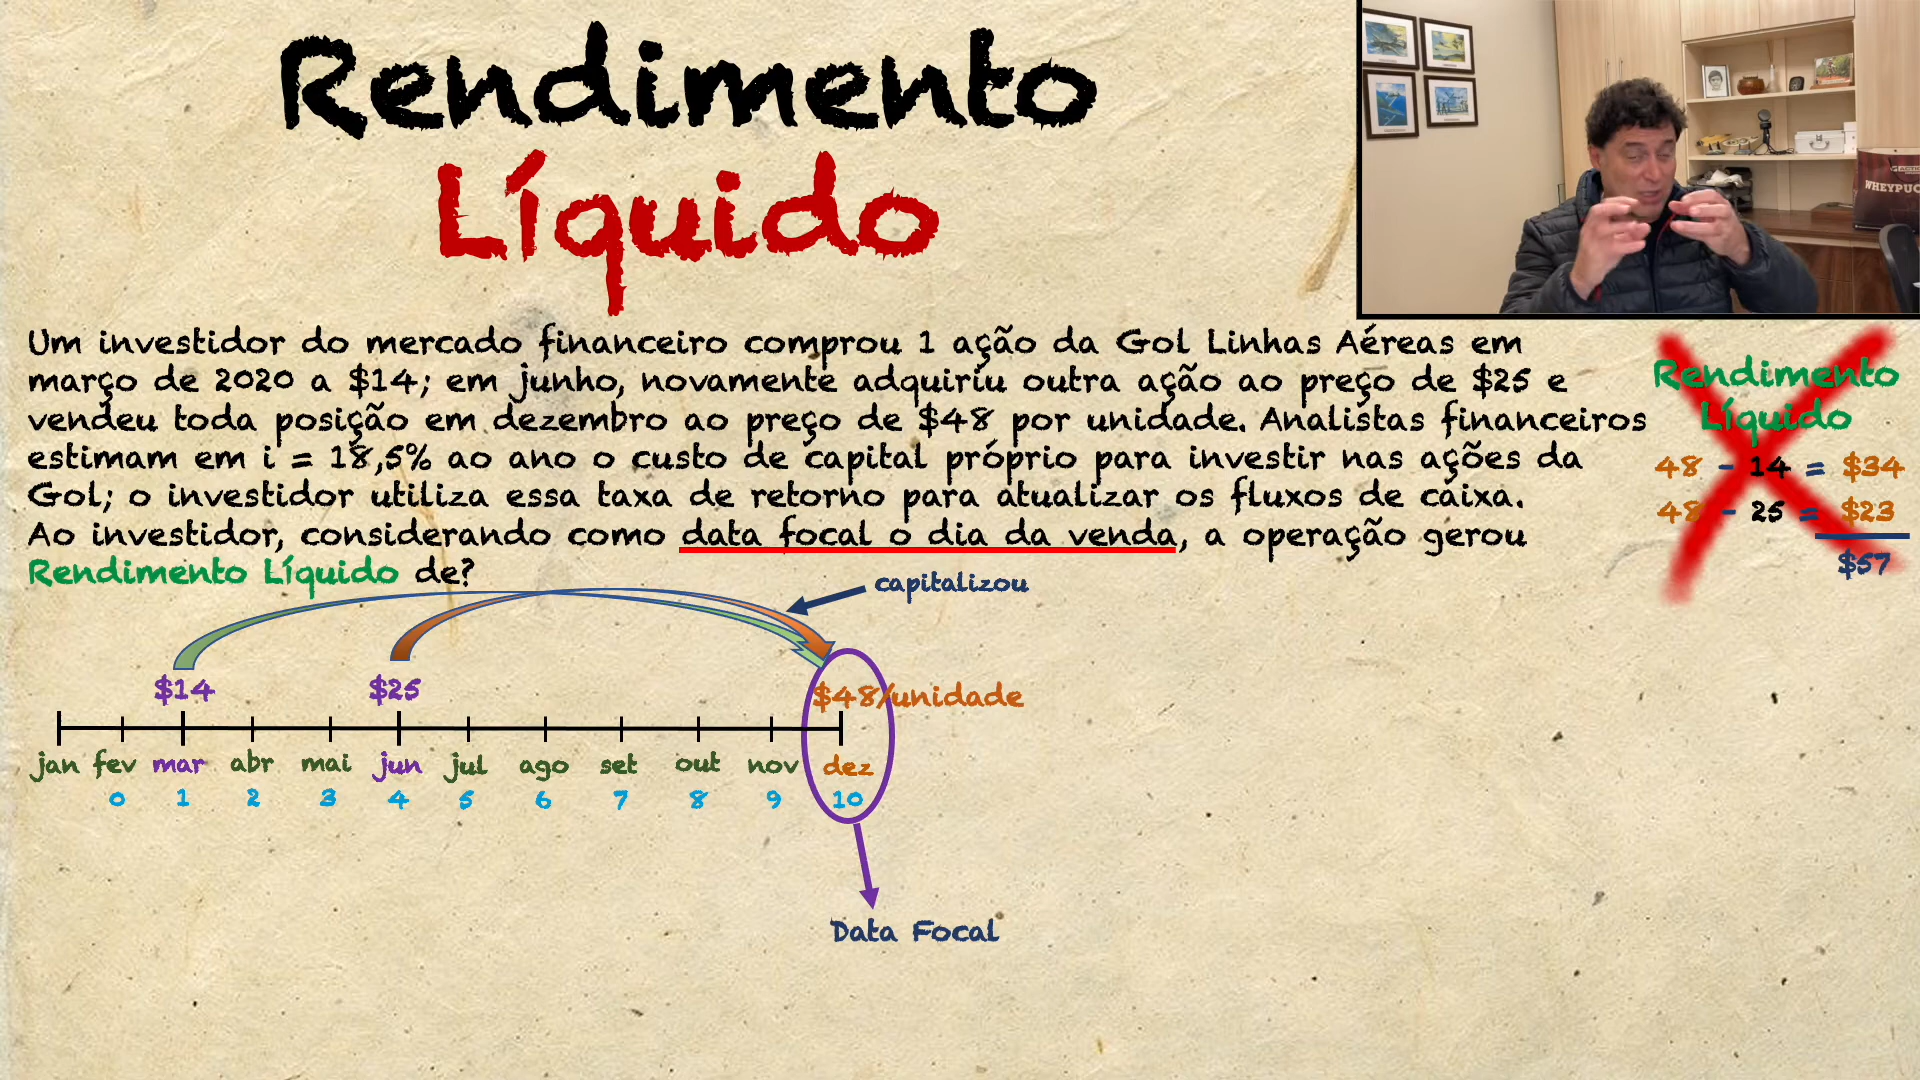 Rendimento
Líquido
WHEYPUC
Um investidor do mercado financeiro comprou 1 ação da Gol Linhas Aéreas em
março de 2020 a $14; em junho, novamente adquiriu outra ação ao preço de $25 e
vendeu toda posição em dezembro ao preço de $48 por unidade. Analistas financeiros
estimam em i = 18,5% ao ano o custo de capital próprio para investir nas ações da
Gol; o investidor utiliza essa taxa de retorno para atualizar os fluxos de caixa.
Ao investidor, considerando como data focal o dia da venda, a operação gerou
Rendimento Líquido de?
Rendimento
Líquido
48 - 14 = $34
48 - 25 = $23
$57
capitalizou
$14 $25 $48/unidade
jan fev mar abr mai jun jul ago set out nov dez
0 1 2 3 4 5 6 7 8 9 10
Data Focal